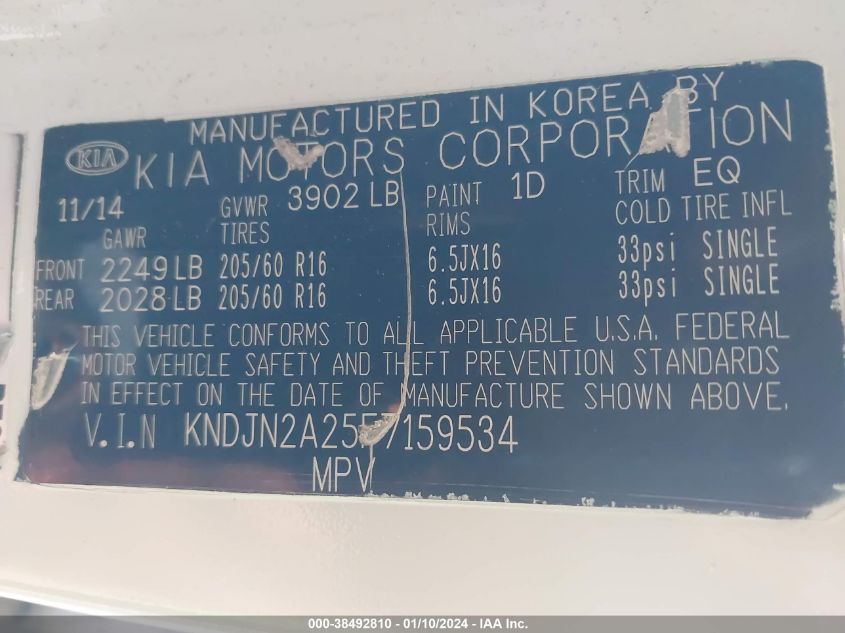 MANUFACTURED IN KOREA BY
KIA KIA MOTORS CORPORATION
11/14 GVWR 3902 LB PAINT 1D TRIM EQ
GAWR TIRES RIMS COLD TIRE INFL
FRONT 2249 LB 205/60 R16 6.5JX16 33psi SINGLE
REAR 2028 LB 205/60 R16 6.5JX16 33psi SINGLE
THIS VEHICLE CONFORMS TO ALL APPLICABLE U.S.A. FEDERAL
MOTOR VEHICLE SAFETY AND THEFT PREVENTION STANDARDS
IN EFFECT ON THE DATE OF MANUFACTURE SHOWN ABOVE.
V.I.N
MPV
000-38492810 - 01/10/2024 - IAA Inc.